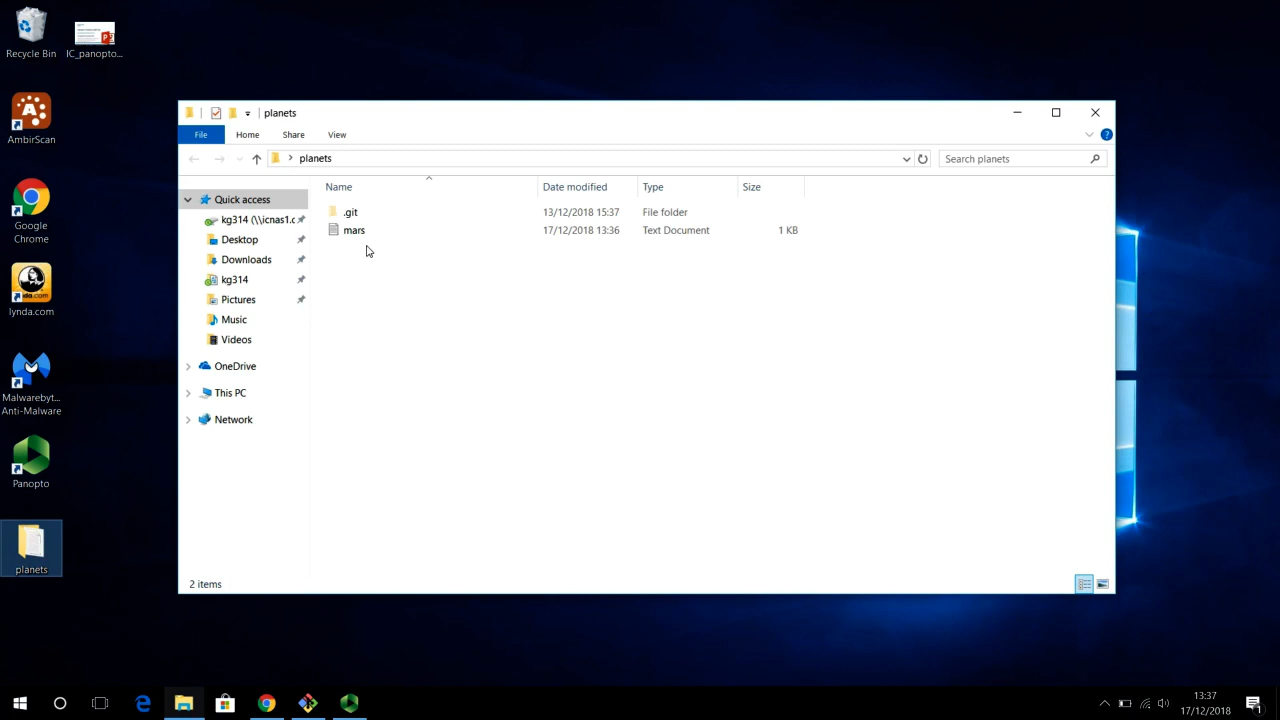 Recycle Bin
IC_panopto...
AmbirScan
Google
Chrome
lynda.com
Malwarebyt...
Anti-Malware
Panopto
planets
planets
File
Home
Share
View
planets
Search planets
Name
Date modified
Type
Size
Quick access
kg314 (\\icnas1.c
Desktop
Downloads
kg314
Pictures
Music
Videos
OneDrive
This PC
Network
.git 13/12/2018 15:37 File folder
mars 17/12/2018 13:36 Text Document 1 KB
2 items
13:37
17/12/2018